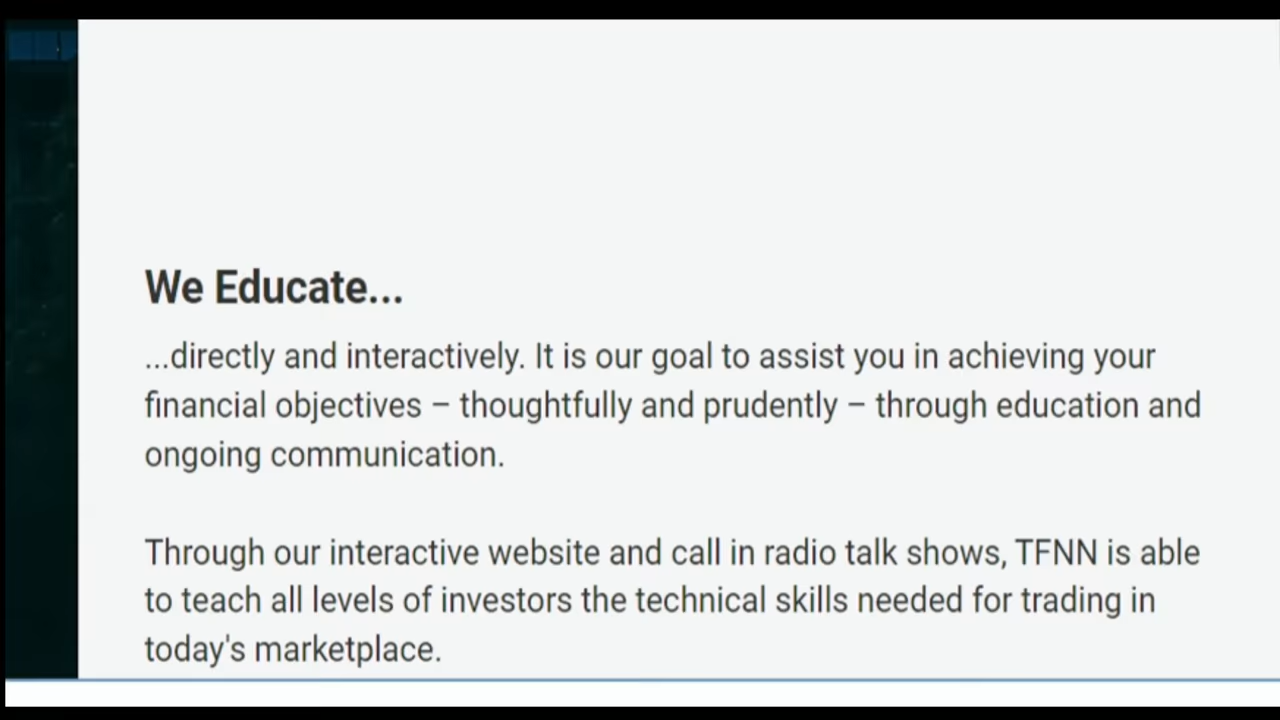 We Educate...
...directly and interactively. It is our goal to assist you in achieving your
financial objectives – thoughtfully and prudently – through education and
ongoing communication.
Through our interactive website and call in radio talk shows, TFNN is able
to teach all levels of investors the technical skills needed for trading in
today's marketplace.